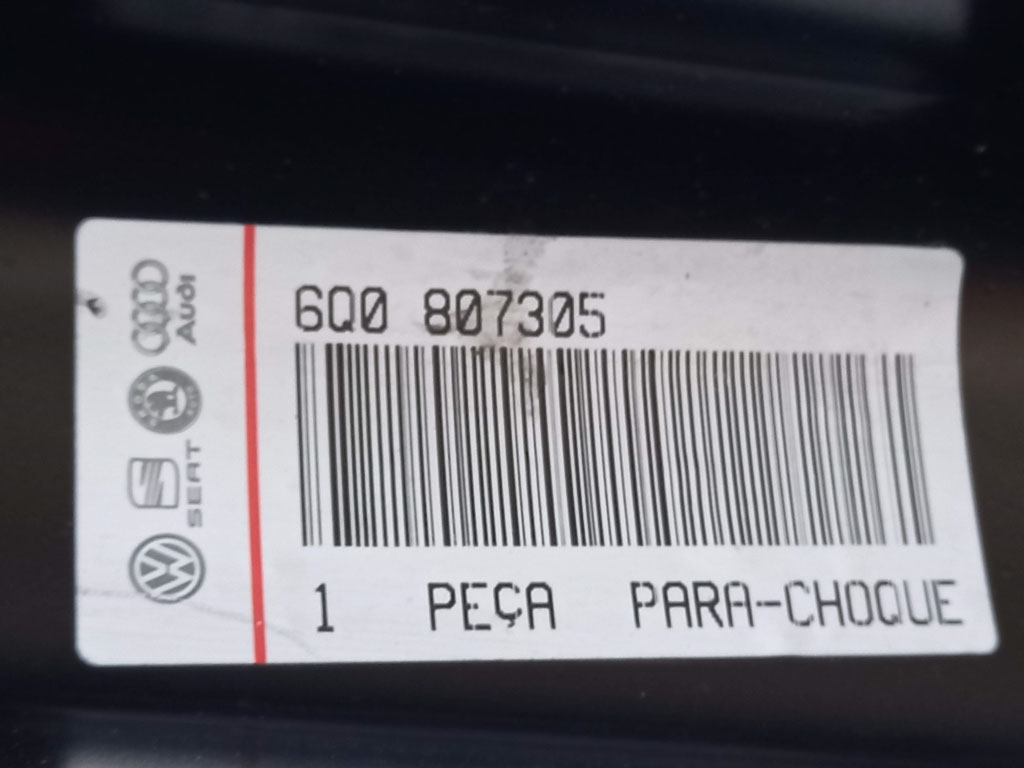 6Q0 807305
1 PEÇA PARA-CHOQUE
Audi
SEAT